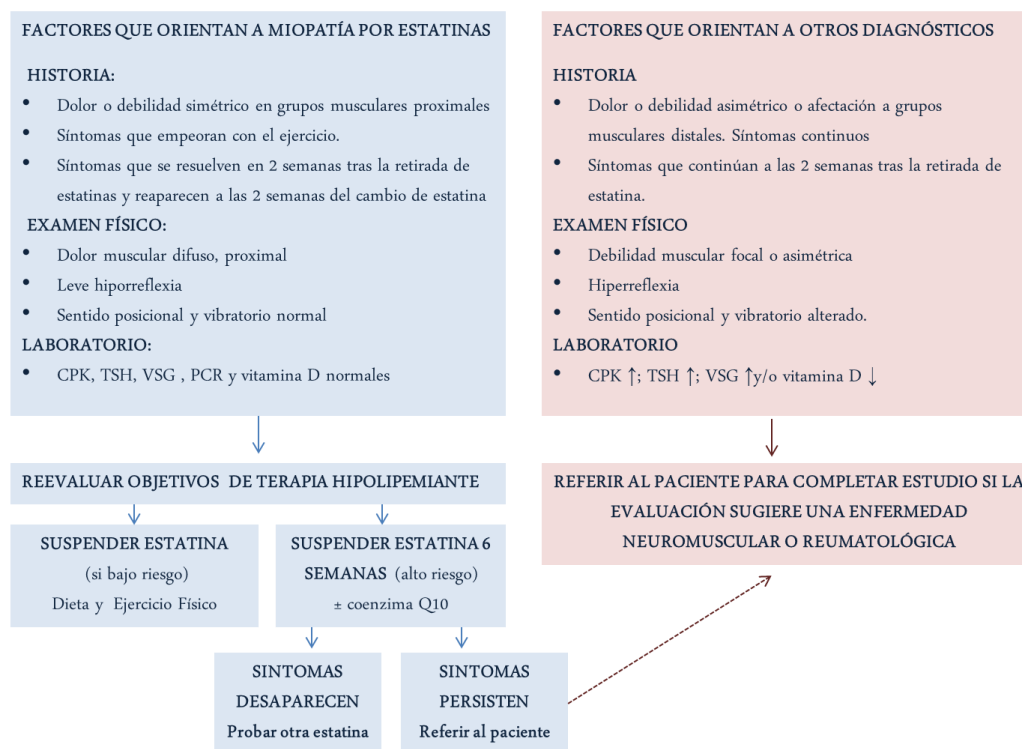 FACTORES QUE ORIENTAN A MIOPATÍA POR ESTATINAS
HISTORIA:
• Dolor o debilidad simétrico en grupos musculares proximales
• Síntomas que empeoran con el ejercicio.
• Síntomas que se resuelven en 2 semanas tras la retirada de
estatinas y reaparecen a las 2 semanas del cambio de estatina
EXAMEN FÍSICO:
• Dolor muscular difuso, proximal
• Leve hiporreflexia
• Sentido posicional y vibratorio normal
LABORATORIO:
• CPK, TSH, VSG , PCR y vitamina D normales
FACTORES QUE ORIENTAN A OTROS DIAGNÓSTICOS
HISTORIA
• Dolor o debilidad asimétrico o afectación a grupos
musculares distales. Síntomas continuos
• Síntomas que continúan a las 2 semanas tras la retirada de
estatina.
EXAMEN FÍSICO
• Debilidad muscular focal o asimétrica
• Hiperreflexia
• Sentido posicional y vibratorio alterado.
LABORATORIO
• CPK ↑; TSH ↑; VSG ↑y/o vitamina D ↓
REEVALUAR OBJETIVOS DE TERAPIA HIPOLIPEMIANTE
SUSPENDER ESTATINA
(si bajo riesgo)
Dieta y Ejercicio Físico
SUSPENDER ESTATINA 6
SEMANAS (alto riesgo)
± coenzima Q10
SINTOMAS
DESAPARECEN
Probar otra estatina
SINTOMAS
PERSISTEN
Referir al paciente
REFERIR AL PACIENTE PARA COMPLETAR ESTUDIO SI LA
EVALUACIÓN SUGIERE UNA ENFERMEDAD
NEUROMUSCULAR O REUMATOLÓGICA